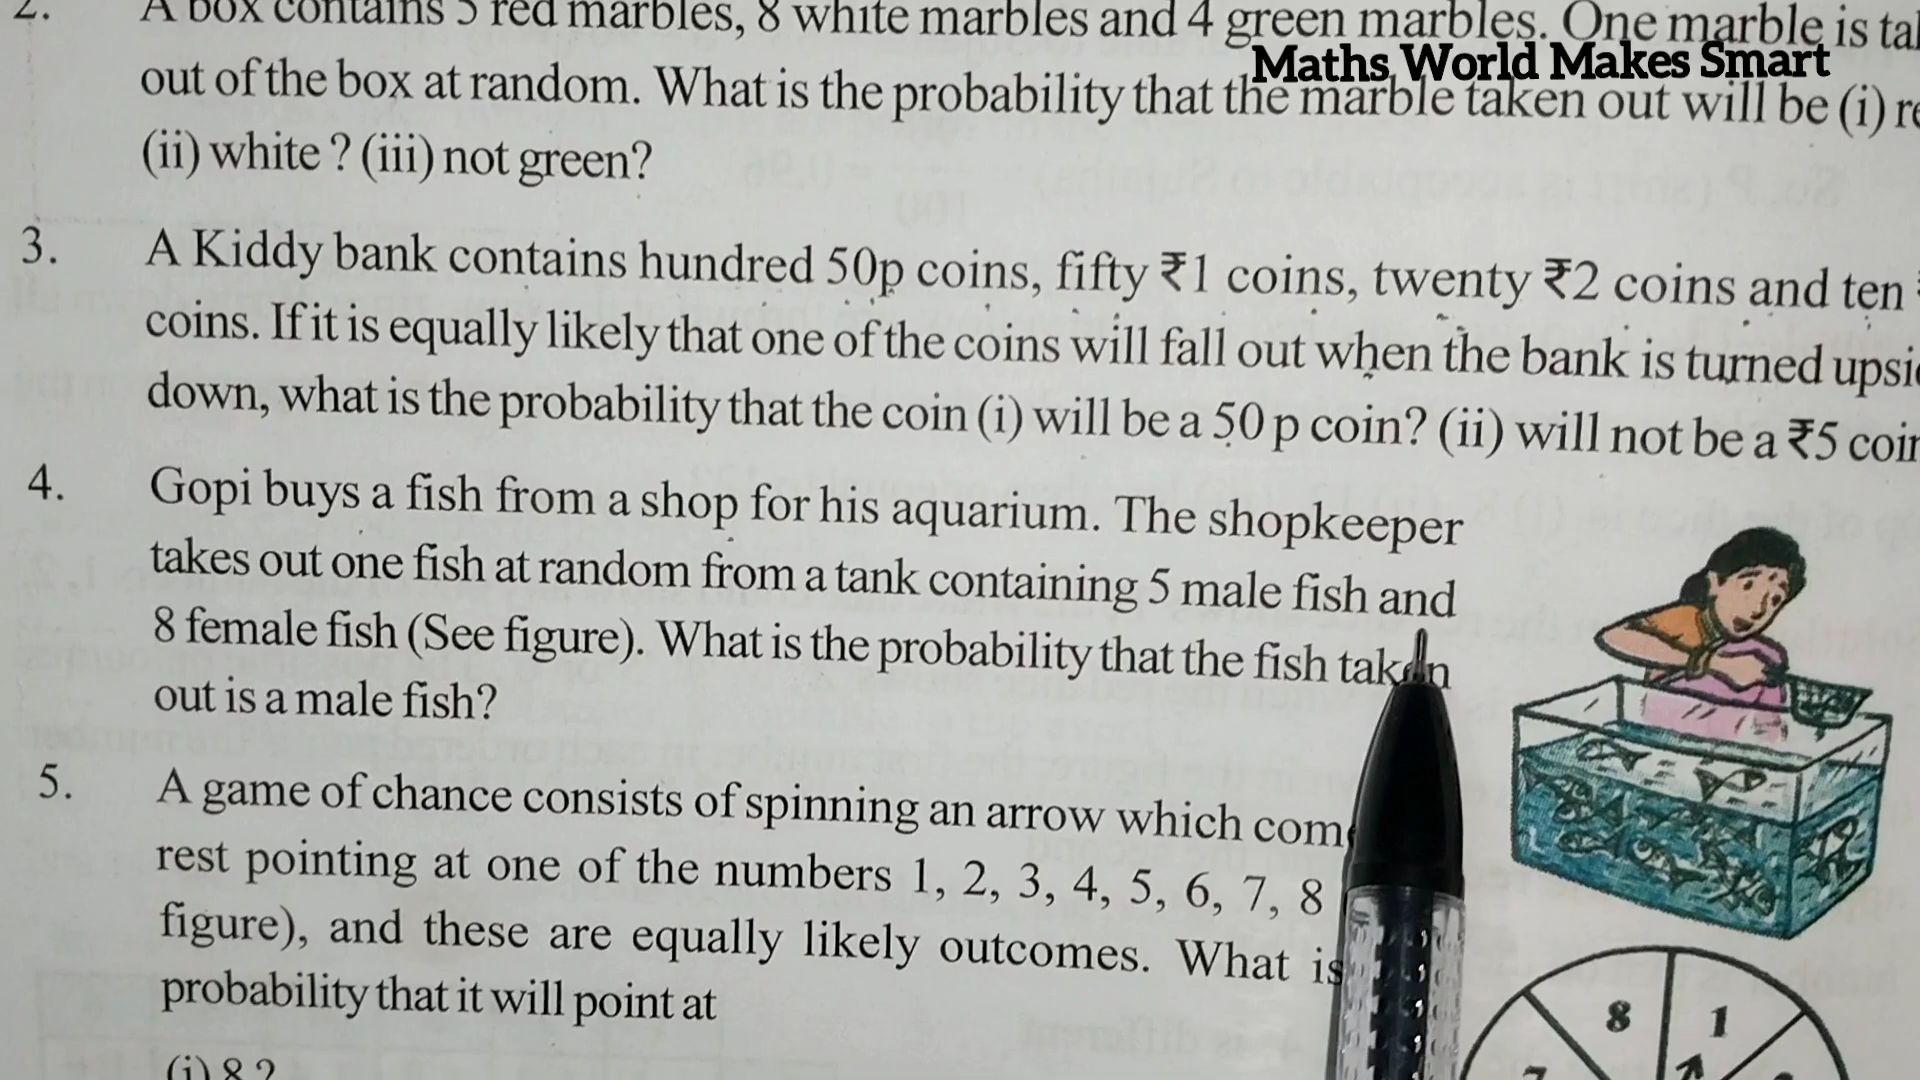 2. A box contains 5 red marbles, 8 white marbles and 4 green marbles. One marble is
Maths World Makes Smart
out of the box at random. What is the probability that the marble taken out will be (i)
(ii) white ? (iii) not green?
3. A Kiddy bank contains hundred 50p coins, fifty ₹1 coins, twenty ₹2 coins and ten
coins. If it is equally likely that one of the coins will fall out when the bank is turned
down, what is the probability that the coin (i) will be a 50 p coin? (ii) will not be a ₹5
4. Gopi buys a fish from a shop for his aquarium. The shopkeeper
takes out one fish at random from a tank containing 5 male fish and
8 female fish (See figure). What is the probability that the fish taken
out is a male fish?
5. A game of chance consists of spinning an arrow which
rest pointing at one of the numbers 1, 2, 3, 4, 5, 6, 7, 8
figure), and these are equally likely outcomes. What is
probability that it will point at
(i) 8 ?
8 1